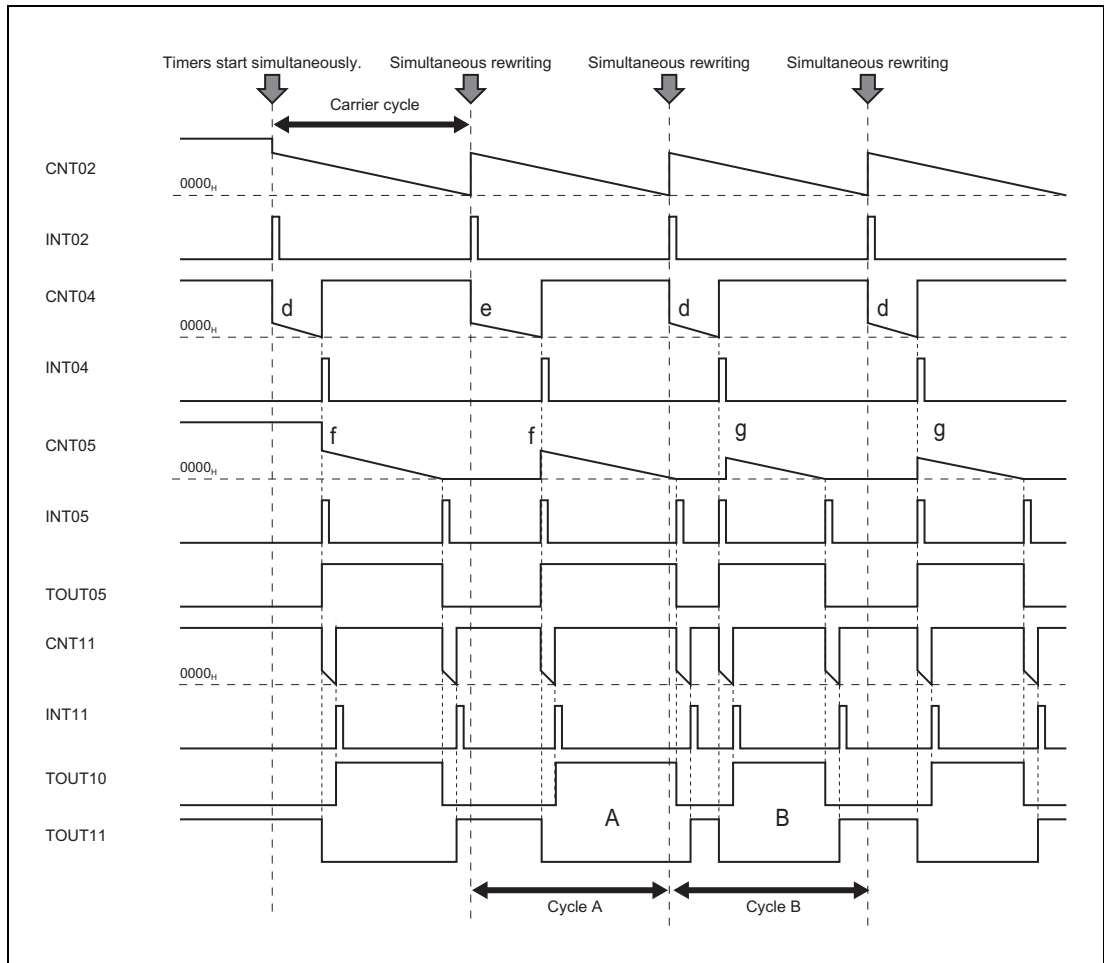 Timers start simultaneously. Simultaneous rewriting Simultaneous rewriting Simultaneous rewriting
Carrier cycle
CNT02
0000H
INT02
CNT04
d e d d
0000H
INT04
CNT05
f f g g
0000H
INT05
TOUT05
CNT11
0000H
INT11
TOUT10
A B
TOUT11
Cycle A Cycle B